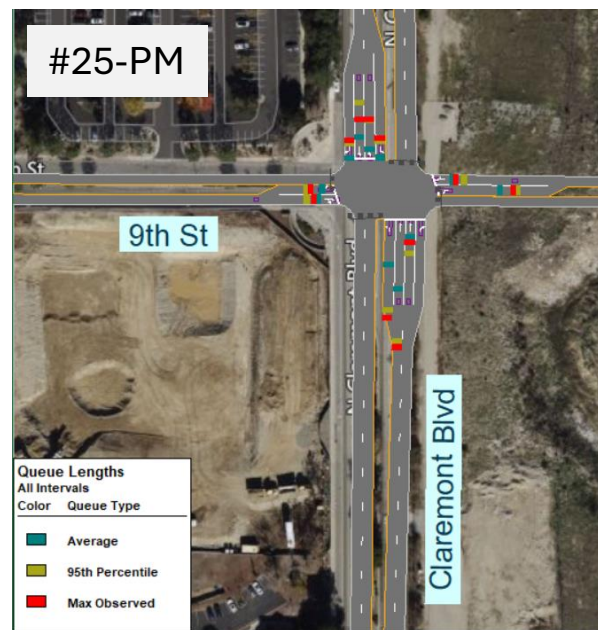 #25-PM
N C
n St
9th St
N Claremont Blvd
Claremont Blvd
Queue Lengths
All Intervals
Color Queue Type
Average
95th Percentile
Max Observed